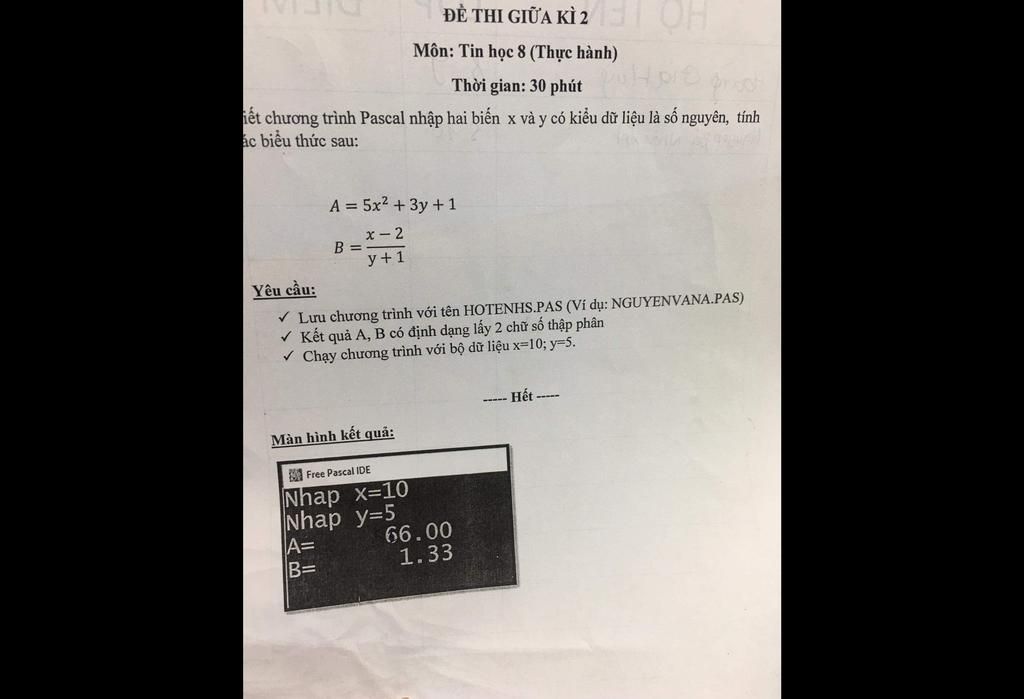 ĐỀ THI GIỮA KÌ 2
Môn: Tin học 8 (Thực hành)
Thời gian: 30 phút
iết chương trình Pascal nhập hai biến x và y có kiểu dữ liệu là số nguyên, tính
ác biểu thức sau:
A = 5x² + 3y + 1
B = \frac{x - 2}{y + 1}
Yêu cầu:
✓ Lưu chương trình với tên HOTENHS.PAS (Ví dụ: NGUYENVANA.PAS)
✓ Kết quả A, B có định dạng lấy 2 chữ số thập phân
✓ Chạy chương trình với bộ dữ liệu x=10; y=5.
----- Hết -----
Màn hình kết quả:
Free Pascal IDE
Nhap x=10
Nhap y=5
A= 66.00
B= 1.33